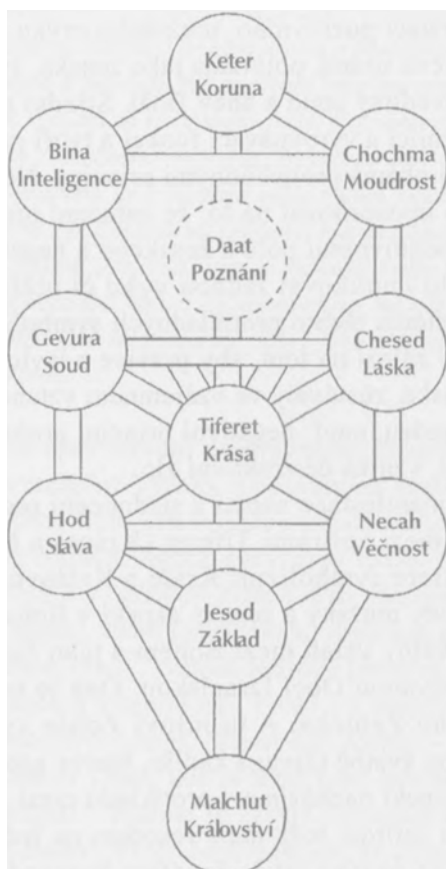 Keter
Koruna
Bina
Inteligence
Chochma
Moudrost
Daat
Poznání
Gevura
Soud
Chesed
Láska
Tiferet
Krása
Hod
Sláva
Necah
Věčnost
Jesod
Základ
Malchut
Království